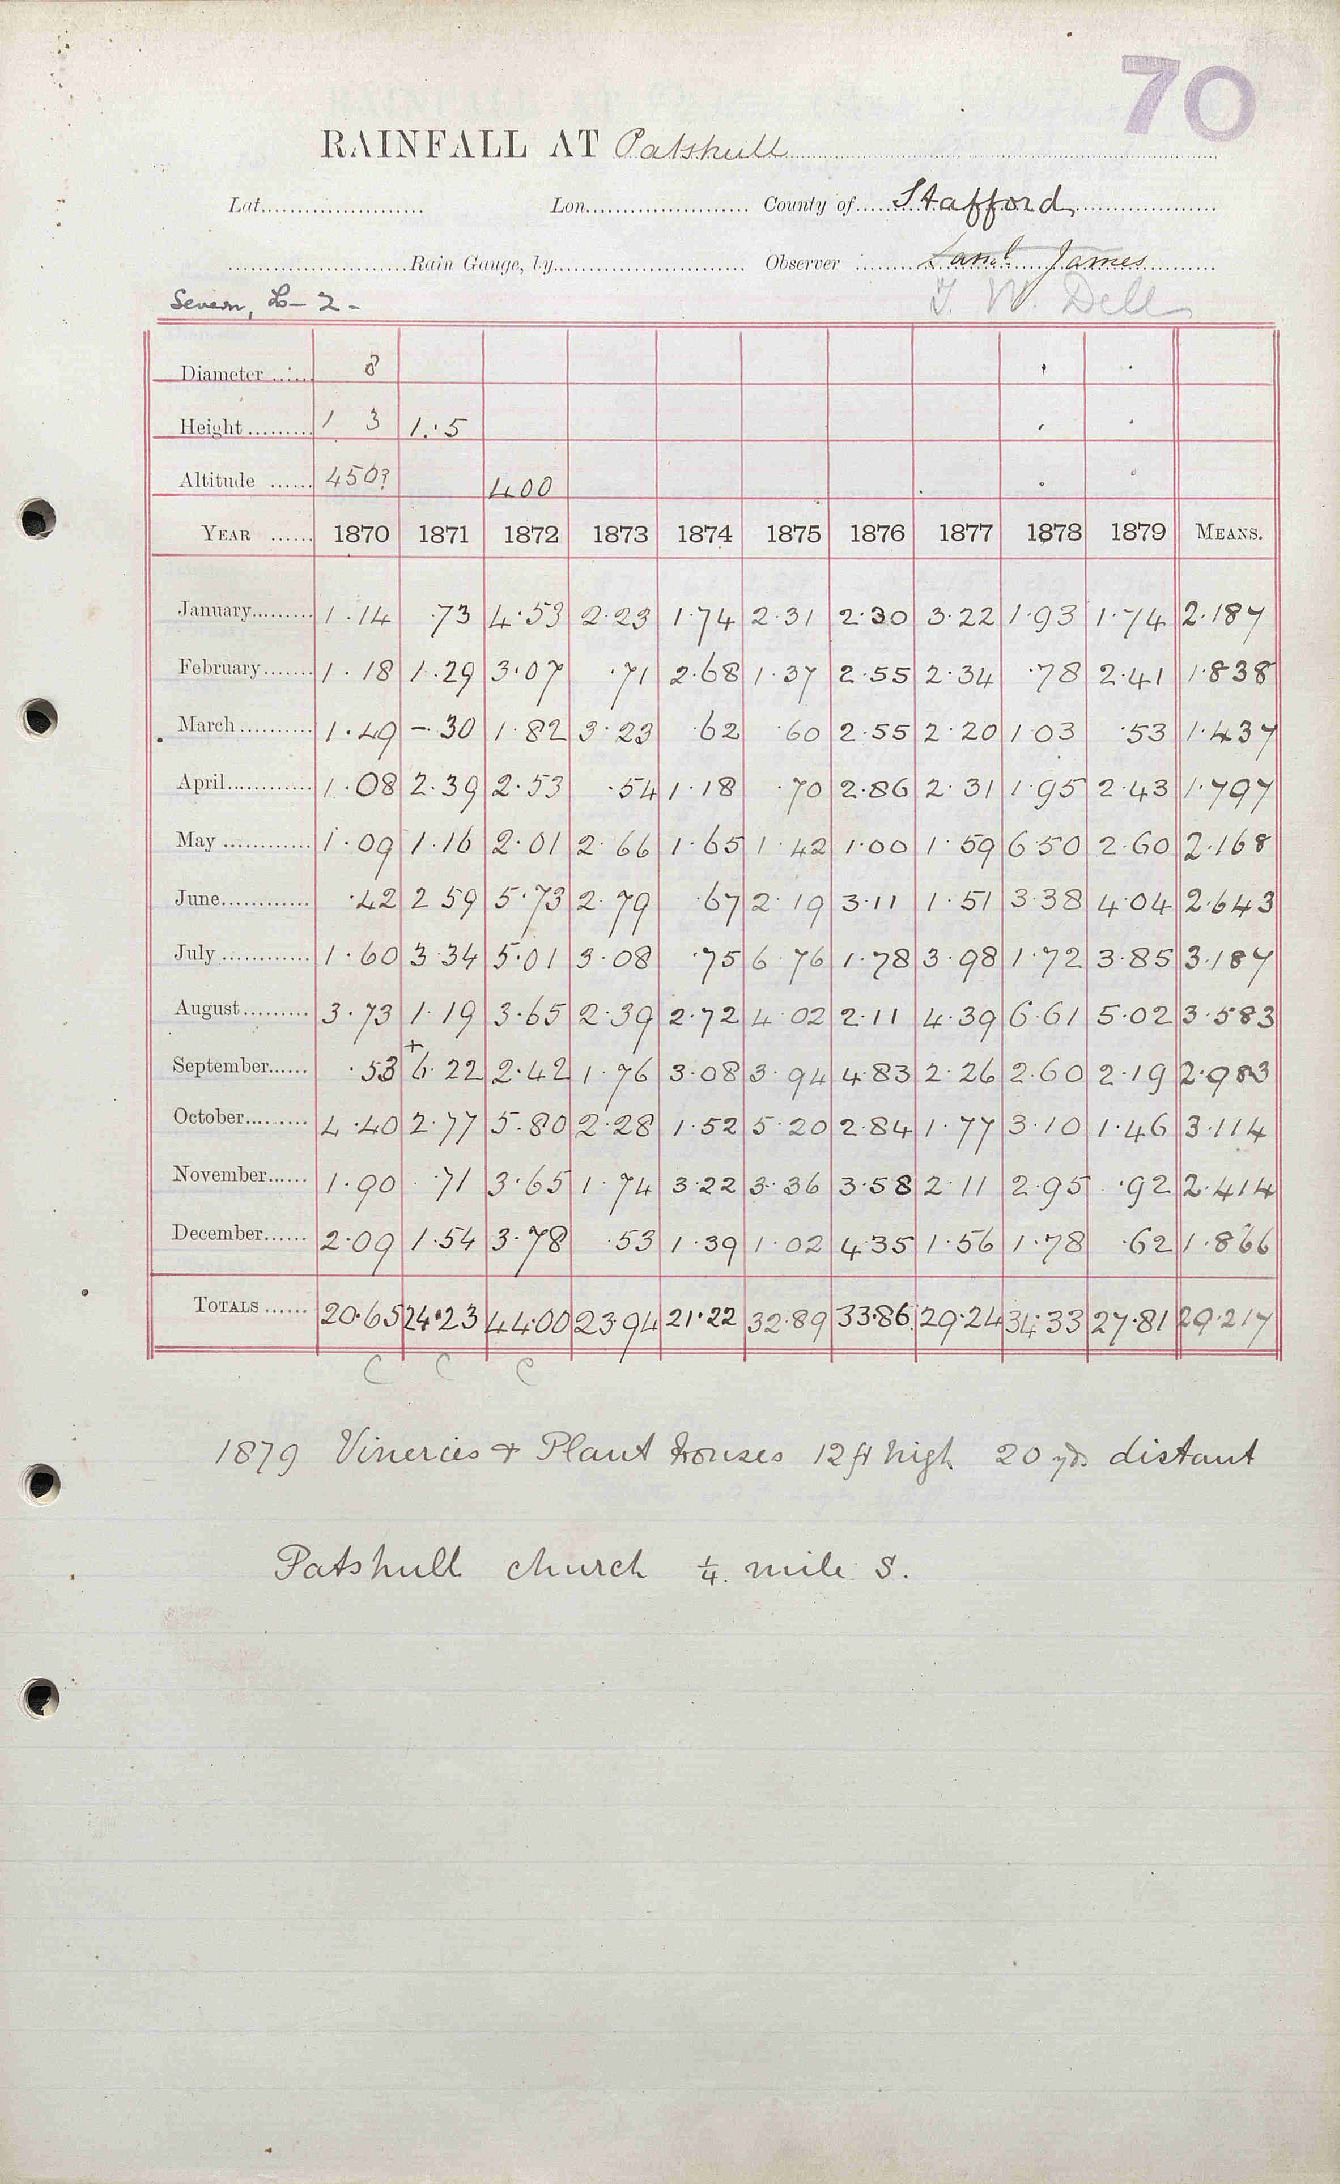 70
RAINFALL AT Patshull
Lat. Lon. County of Stafford
Rain Gauge, by Observer Saml James
Severn, L-2- T. W. Dell
Diameter 8
Height 1 3 1.5
Altitude 450? 400
YEAR 1870 1871 1872 1873 1874 1875 1876 1877 1878 1879 MEANS.
January 1.14 .73 4.53 2.23 1.74 2.31 2.30 3.22 1.93 1.74 2.187
February 1.18 1.29 3.07 .71 2.68 1.37 2.55 2.34 .78 2.41 1.838
March 1.49 -.30 1.82 3.23 .62 .60 2.55 2.20 1.03 .53 1.437
April 1.08 2.39 2.53 .54 1.18 .70 2.86 2.31 1.95 2.43 1.797
May 1.09 1.16 2.01 2.66 1.65 1.42 1.00 1.59 6.50 2.60 2.168
June .42 2.59 5.73 2.79 .67 2.19 3.11 1.51 3.38 4.04 2.643
July 1.60 3.34 5.01 3.08 .75 6.76 1.78 3.98 1.72 3.85 3.187
August 3.73 1.19 3.65 2.39 2.72 4.02 2.11 4.39 6.61 5.02 3.583
September .53 +6.22 2.42 1.76 3.08 3.94 4.83 2.26 2.60 2.19 2.983
October 4.40 2.77 5.80 2.28 1.52 5.20 2.84 1.77 3.10 1.46 3.114
November 1.90 .71 3.65 1.74 3.22 3.36 3.58 2.11 2.95 .92 2.414
December 2.09 1.54 3.78 .53 1.39 1.02 4.35 1.56 1.78 .62 1.866
TOTALS 20.65 24.23 44.00 23.94 21.22 32.89 33.86 29.24 34.33 27.81 29.217
C C C
1879 Vineries + Plant houses 12 ft high 20 yds distant
Patshull church 1/4 mile S.